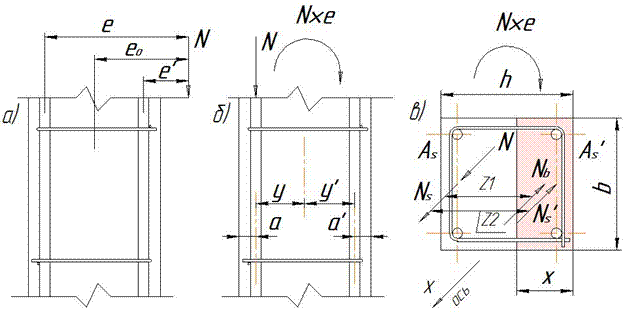 e
e₀
e'
N
а)
N×e
N
б)
y
y'
a
a'
N×e
h
в)
As
As'
N
Nb
Ns
Z1
Ns'
Z2
b
x
x
ось